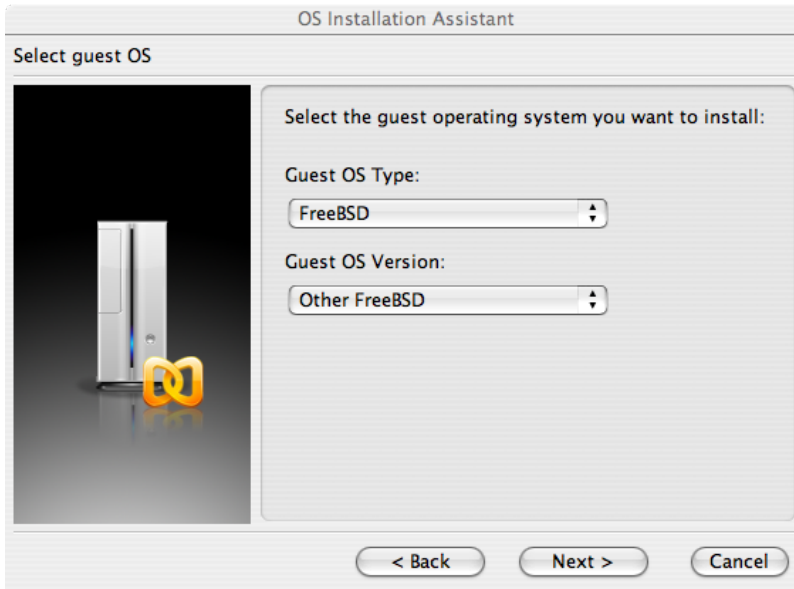 OS Installation Assistant
Select guest OS
Select the guest operating system you want to install:
Guest OS Type:
FreeBSD
Guest OS Version:
Other FreeBSD
< Back
Next >
Cancel